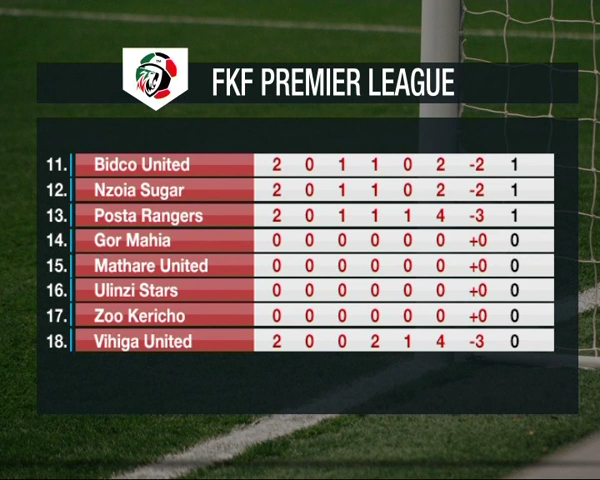 FKF PREMIER LEAGUE
11. Bidco United 2 0 1 1 0 2 -2 1
12. Nzoia Sugar 2 0 1 1 0 2 -2 1
13. Posta Rangers 2 0 1 1 1 4 -3 1
14. Gor Mahia 0 0 0 0 0 0 +0 0
15. Mathare United 0 0 0 0 0 0 +0 0
16. Ulinzi Stars 0 0 0 0 0 0 +0 0
17. Zoo Kericho 0 0 0 0 0 0 +0 0
18. Vihiga United 2 0 0 2 1 4 -3 0